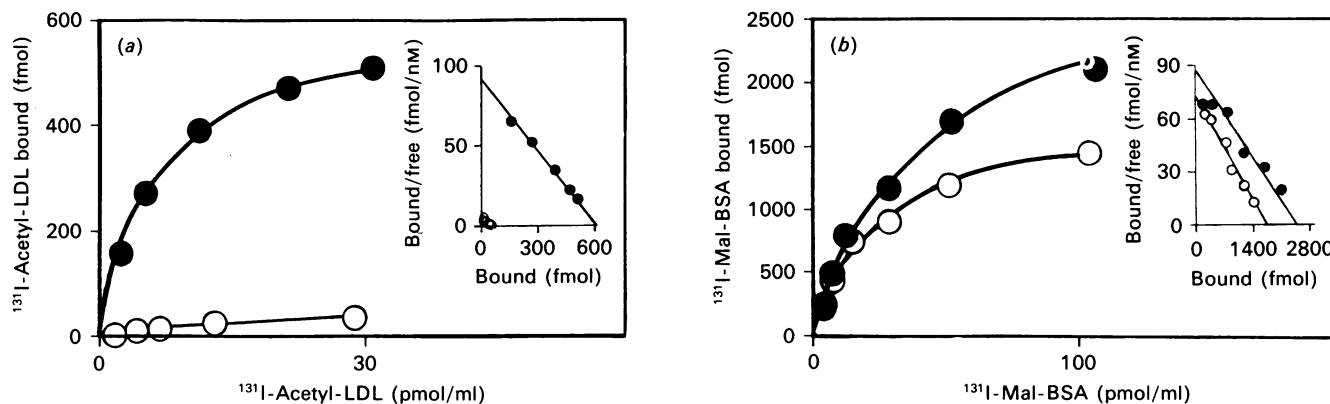 (a)
¹³¹I-Acetyl-LDL bound (fmol)
600
400
200
0
0
30
¹³¹I-Acetyl-LDL (pmol/ml)
Bound/free (fmol/nM)
100
50
0
0 300 600
Bound (fmol)
(b)
¹³¹I-Mal-BSA bound (fmol)
2500
2000
1500
1000
500
0
0
100
¹³¹I-Mal-BSA (pmol/ml)
Bound/free (fmol/nM)
90
60
30
0
0 1400 2800
Bound (fmol)